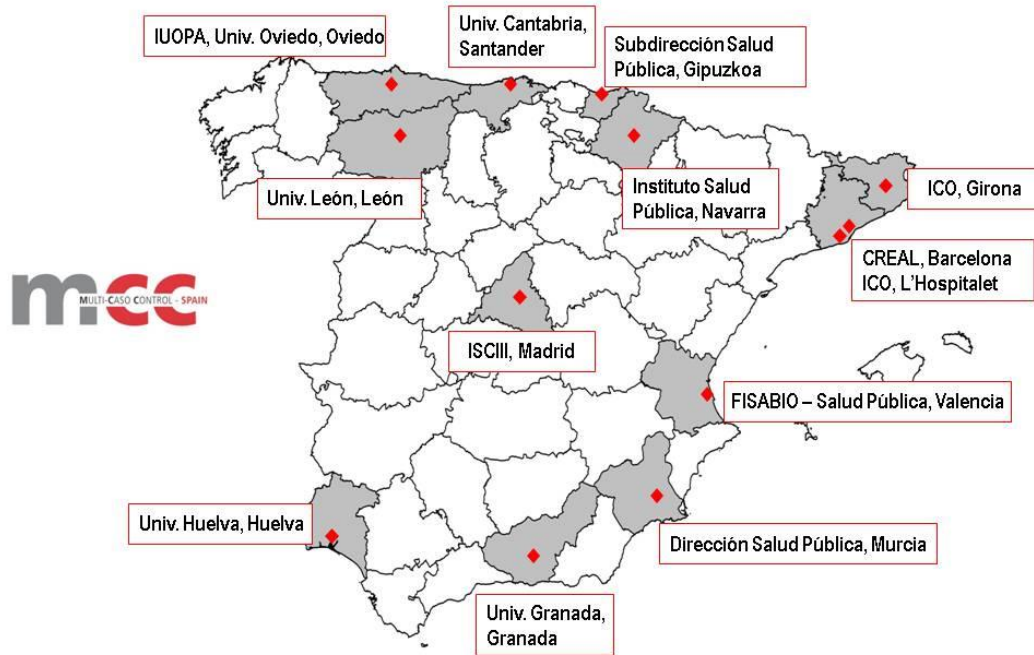 IUOPA, Univ. Oviedo, Oviedo
Univ. Cantabria,
Santander
Subdirección Salud
Pública, Gipuzkoa
Univ. León, León
Instituto Salud
Pública, Navarra
ICO, Girona
CREAL, Barcelona
ICO, L'Hospitalet
mcc
MULTI-CASO CONTROL - SPAIN
ISCIII, Madrid
FISABIO – Salud Pública, Valencia
Univ. Huelva, Huelva
Dirección Salud Pública, Murcia
Univ. Granada,
Granada